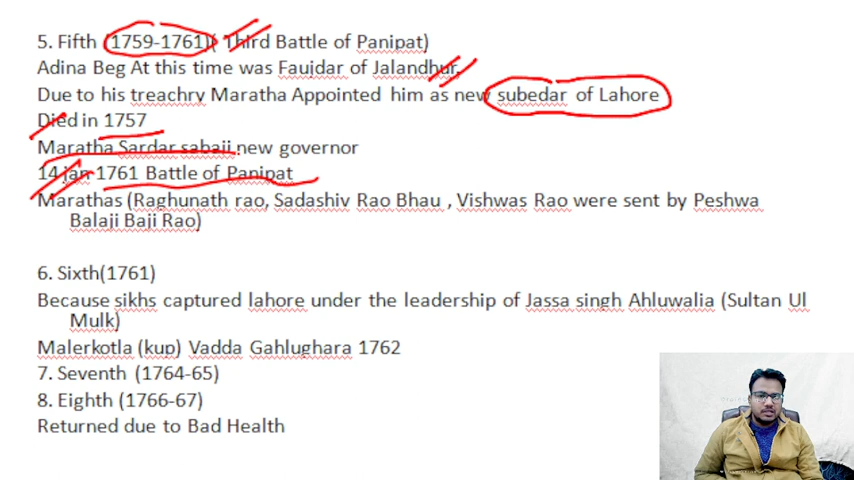 5. Fifth (1759-1761)( Third Battle of Panipat)
Adina Beg At this time was Faujdar of Jalandhur.
Due to his treachry Maratha Appointed him as new subedar of Lahore
Died in 1757
Maratha Sardar sabaji new governor
14 jan 1761 Battle of Panipat
Marathas (Raghunath rao, Sadashiv Rao Bhau , Vishwas Rao were sent by Peshwa
Balaji Baji Rao)
6. Sixth(1761)
Because sikhs captured lahore under the leadership of Jassa singh Ahluwalia (Sultan Ul
Mulk)
Malerkotla (kup) Vadda Gahlughara 1762
7. Seventh (1764-65)
8. Eighth (1766-67)
Returned due to Bad Health